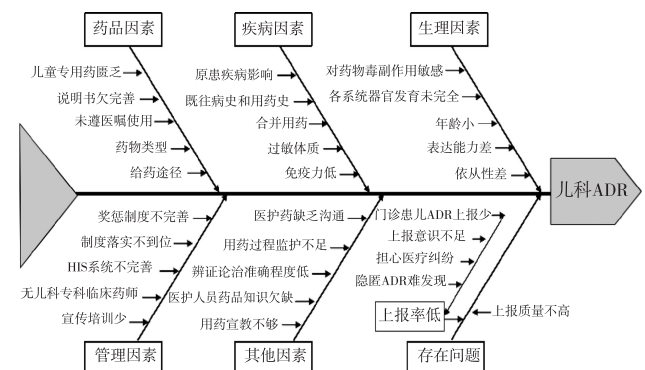 药品因素
疾病因素
生理因素
儿童专用药匮乏
说明书欠完善
未遵医嘱使用
药物类型
给药途径
原患疾病影响
既往病史和用药史
合并用药
过敏体质
免疫力低
对药物毒副作用敏感
各系统器官发育未完全
年龄小
表达能力差
依从性差
儿科ADR
奖惩制度不完善
制度落实不到位
HIS系统不完善
无儿科专科临床药师
宣传培训少
医护药缺乏沟通
用药过程监护不足
辨证论治准确程度低
医护人员药品知识欠缺
用药宣教不够
门诊患儿ADR上报少
上报意识不足
担心医疗纠纷
隐匿ADR难发现
上报率低
上报质量不高
管理因素
其他因素
存在问题